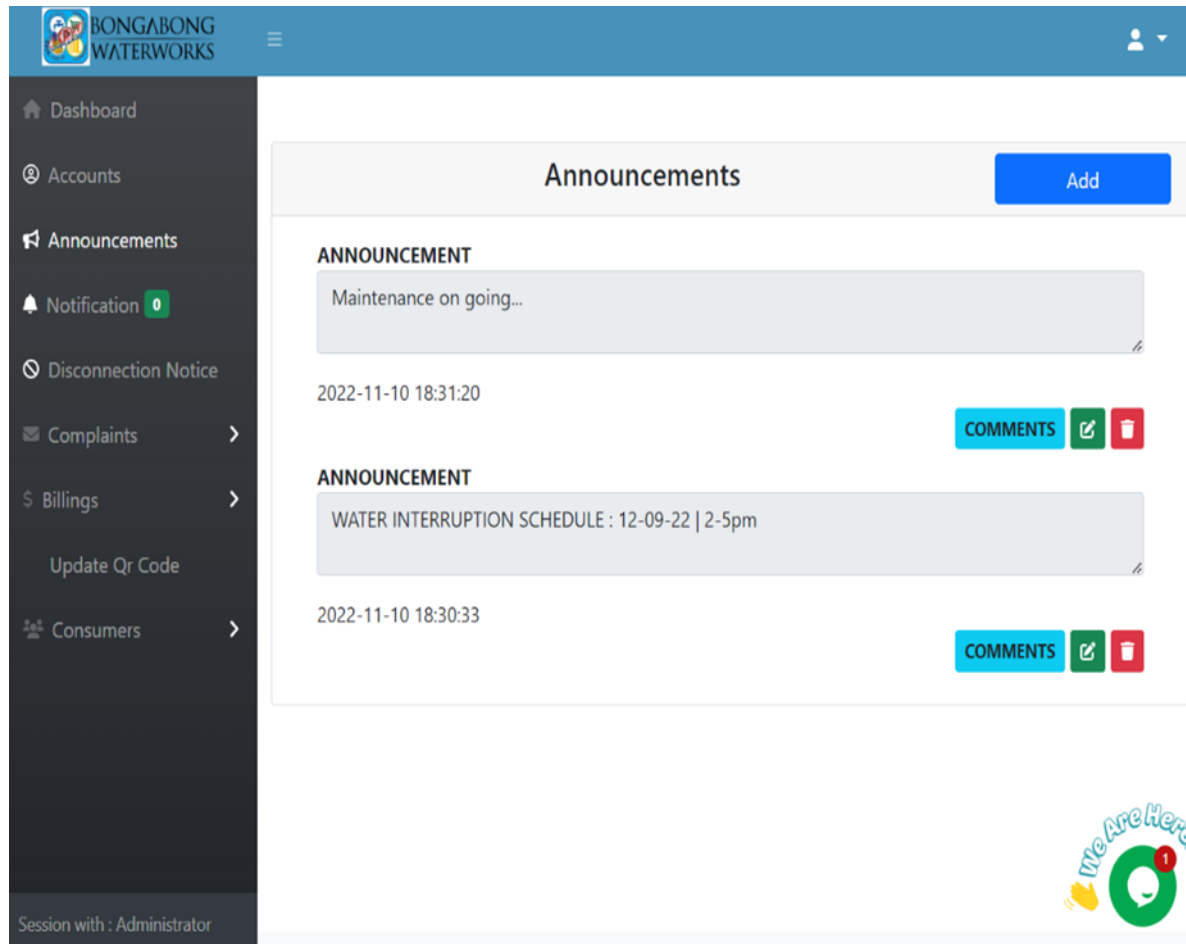 BONGABONG
WATERWORKS
Dashboard
Accounts
Announcements
Notification 0
Disconnection Notice
Complaints
$ Billings
Update Qr Code
Consumers
Session with : Administrator
Announcements
Add
ANNOUNCEMENT
Maintenance on going...
2022-11-10 18:31:20
COMMENTS
ANNOUNCEMENT
WATER INTERRUPTION SCHEDULE : 12-09-22 | 2-5pm
2022-11-10 18:30:33
COMMENTS
We Are Here
1